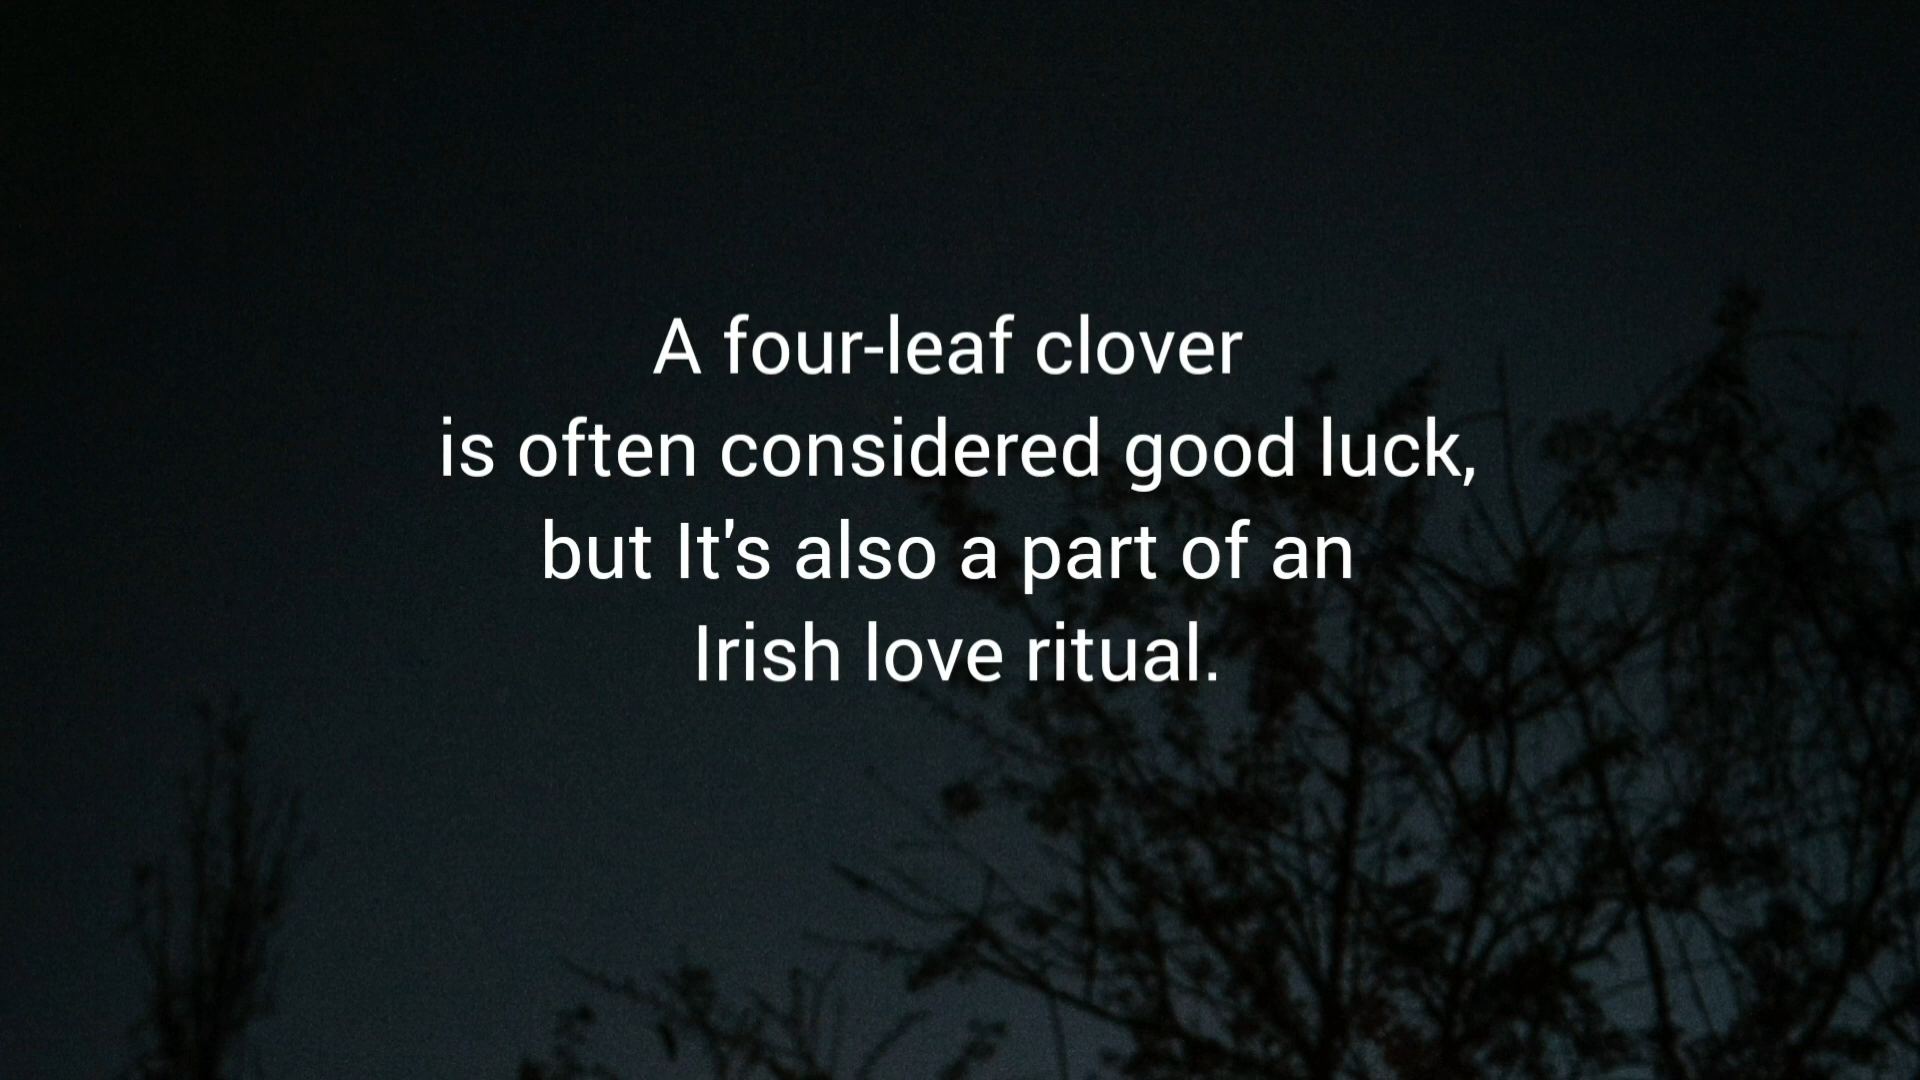 A four-leaf clover
is often considered good luck,
but It's also a part of an
Irish love ritual.